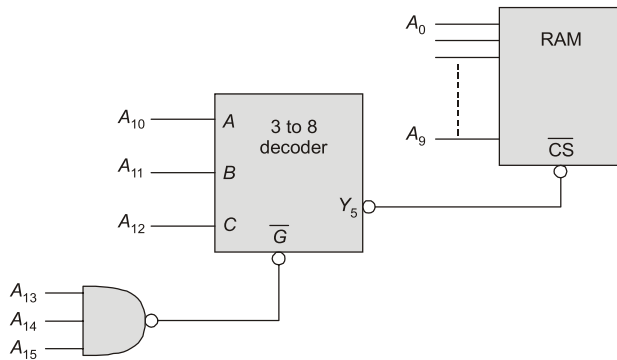 A₀
RAM
A₉
CS̅
3 to 8
decoder
A₁₀
A
A₁₁
B
Y₅
A₁₂
C
G̅
A₁₃
A₁₄
A₁₅